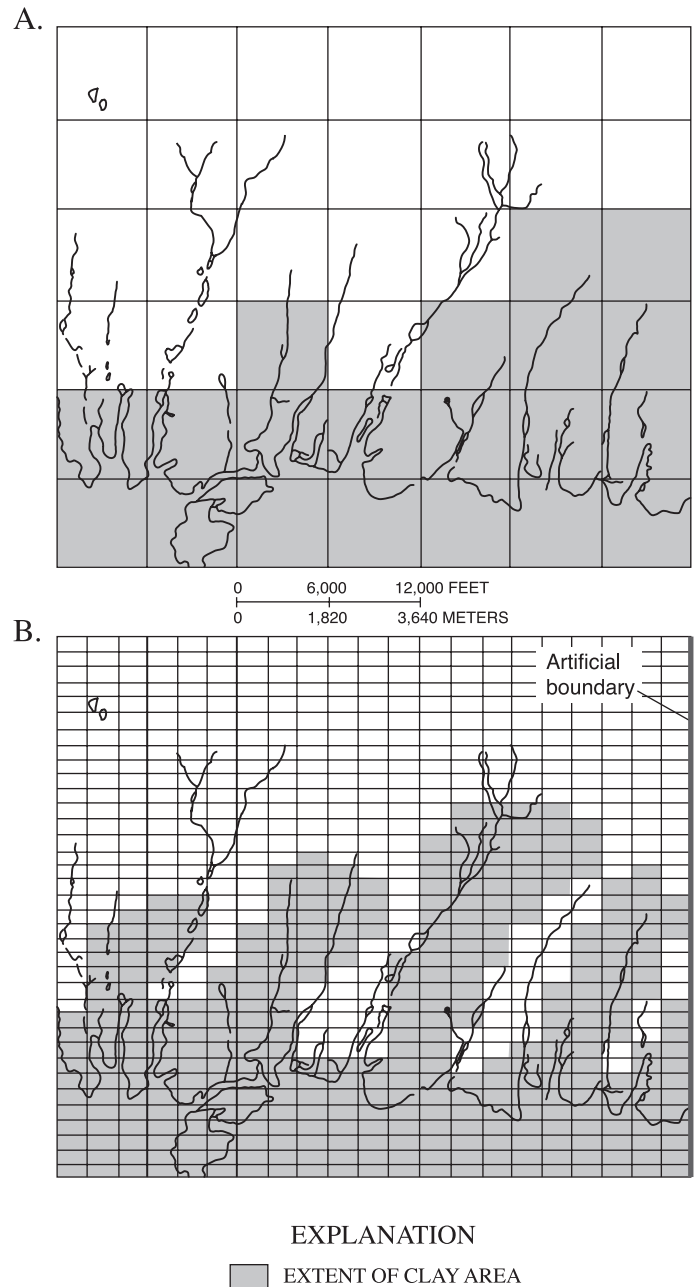 A.
0 6,000 12,000 FEET
0 1,820 3,640 METERS
B.
Artificial
boundary
EXPLANATION
EXTENT OF CLAY AREA